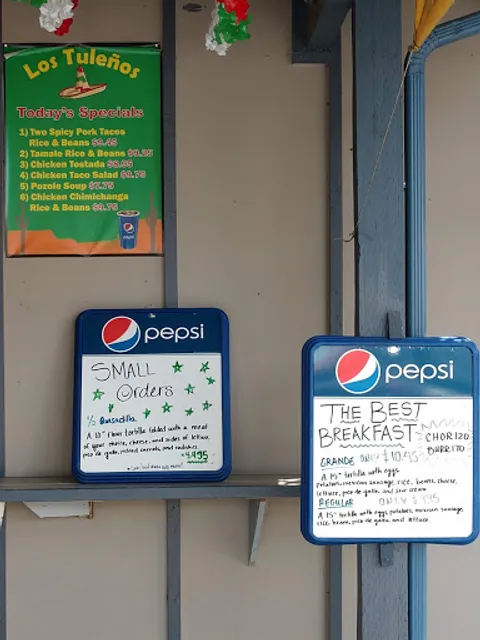 Los Tuleños
Today's Specials
1) Two Spicy Pork Tacos
Rice & Beans $9.45
2) Tamale Rice & Beans $9.25
3) Chicken Tostada
4) Chicken Taco Salad $9.75
5) Pozole Soup $7.75
6) Chicken Chimichanga
Rice & Beans $9.75
pepsi
pepsi
SMALL
Orders
1/2 Quesadilla
A 10" flour tortilla folded with a meat
of your choice, cheese, and sides of lettuce,
pico de gallo, pickled carrots, and radishes
pepsi
THE BEST
BREAKFAST
CHORIZO
BURRITO
GRANDE ONLY
A 15" tortilla with eggs,
potatoes, mexican sausage, rice, beans, cheese,
lettuce, pico de gallo, and sour cream
REGULAR ONLY
A 15" tortilla with eggs, potatoes, mexican sausage,
rice, beans, pico de gallo, and lettuce.